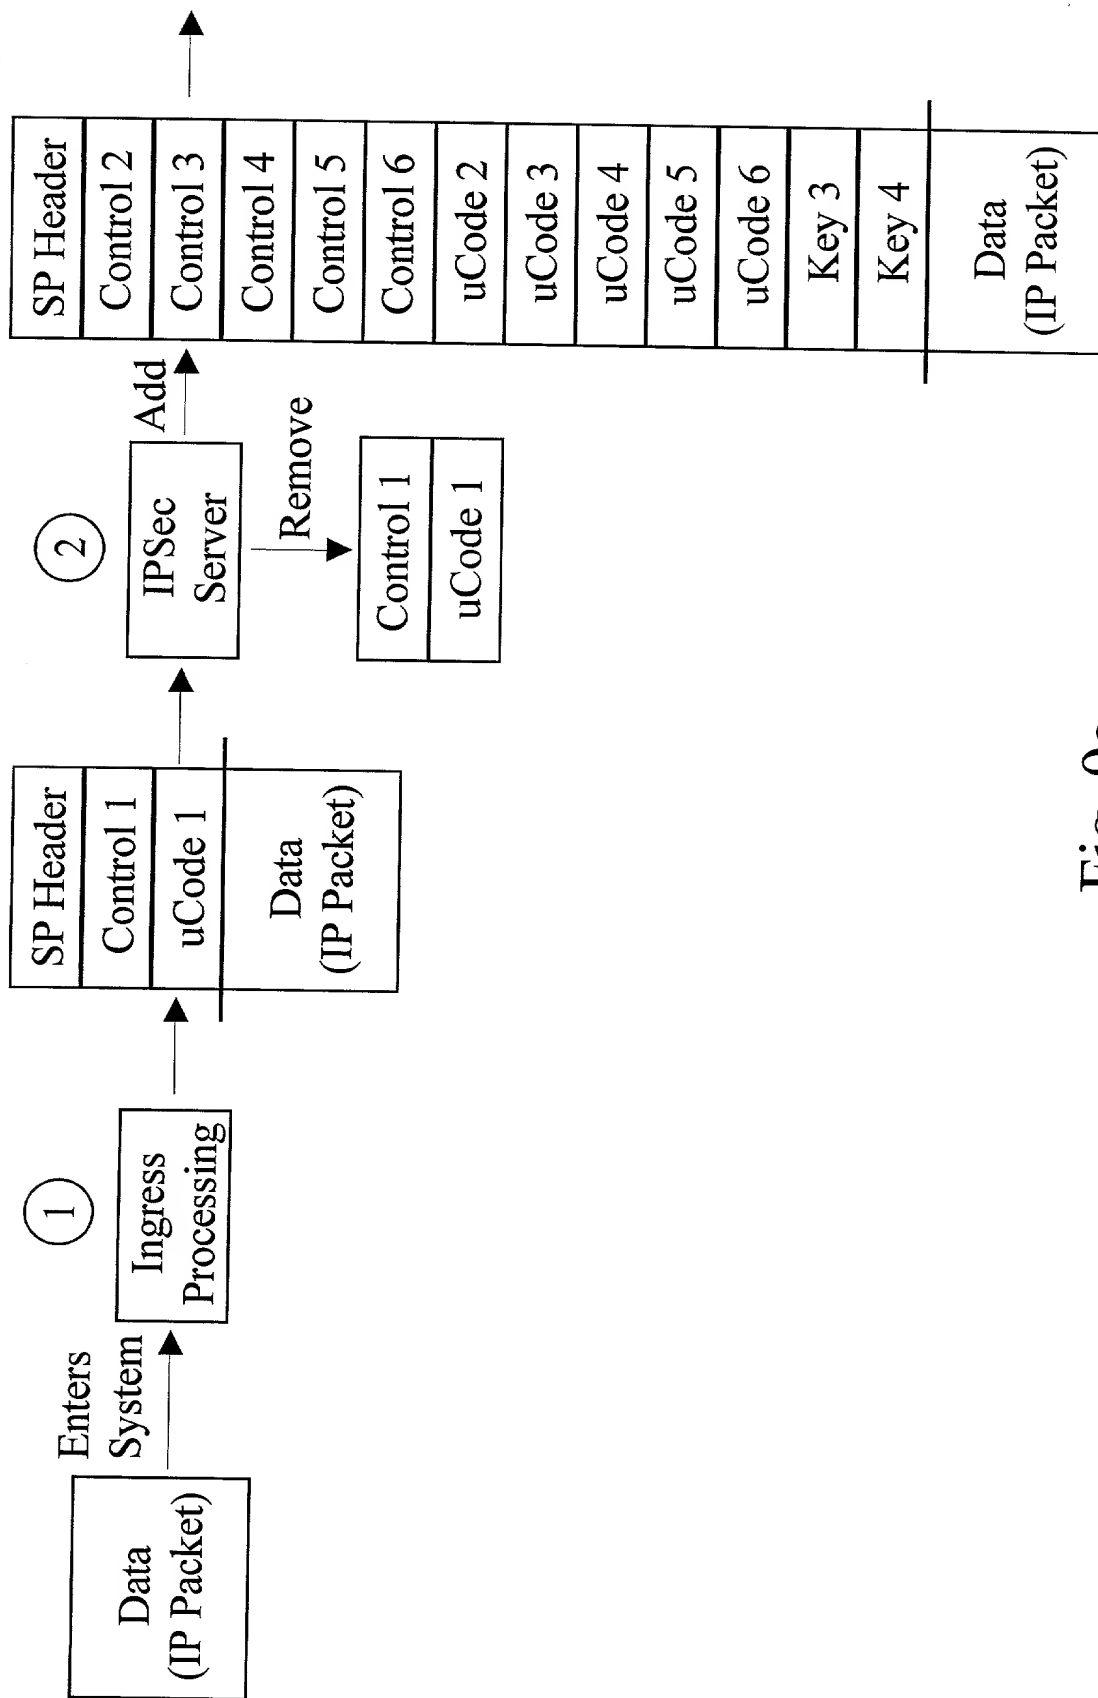 Data
(IP Packet)
Enters
System
1
Ingress
Processing
SP Header
Control 1
uCode 1
Data
(IP Packet)
2
IPSec
Server
Add
Remove
Control 1
uCode 1
SP Header
Control 2
Control 3
Control 4
Control 5
Control 6
uCode 2
uCode 3
uCode 4
uCode 5
uCode 6
Key 3
Key 4
Data
(IP Packet)